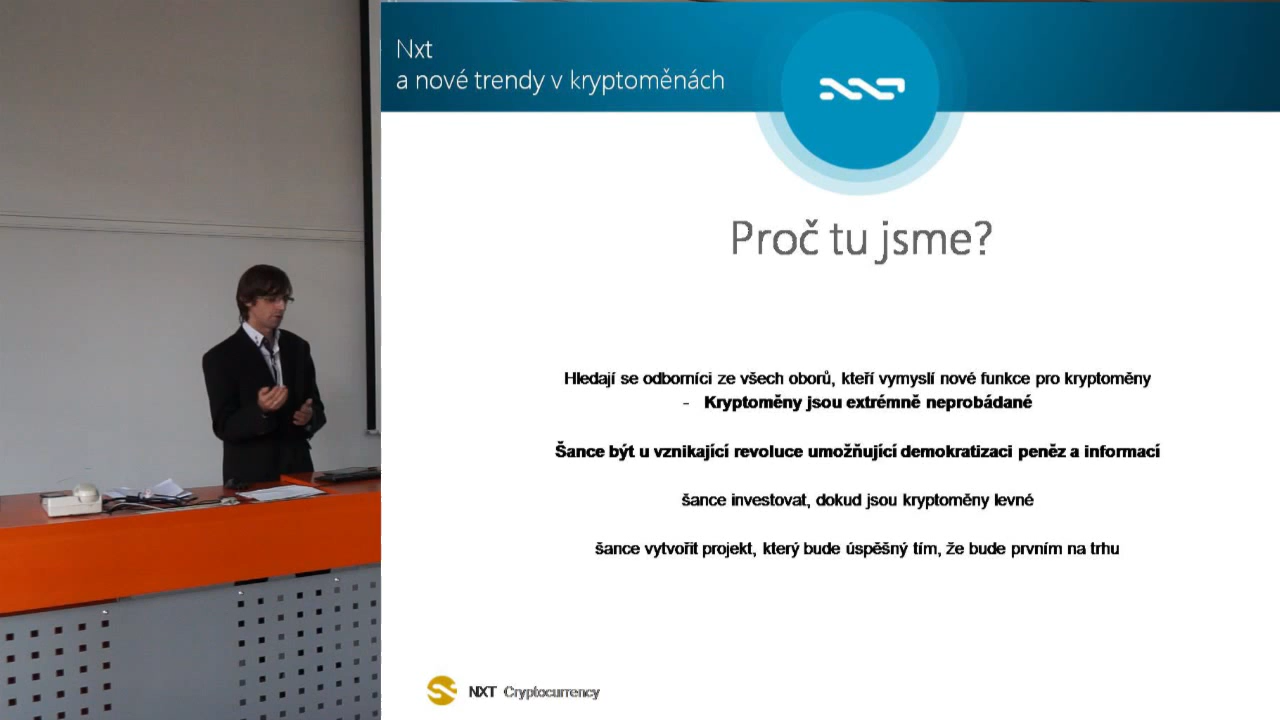 Nxt
a nové trendy v kryptoměnách
Proč tu jsme?
Hledají se odborníci ze všech oborů, kteří vymyslí nové funkce pro kryptoměny
- Kryptoměny jsou extrémně neprobádané
Šance být u vznikající revoluce umožňující demokratizaci peněz a informací
šance investovat, dokud jsou kryptoměny levné
šance vytvořit projekt, který bude úspěšný tím, že bude prvním na trhu
NXT Cryptocurrency